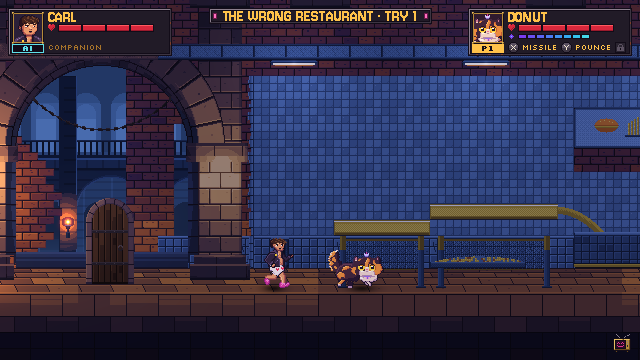 CARL
AI
COMPANION
THE WRONG RESTAURANT · TRY 1
DONUT
P1
X MISSILE Y POUNCE